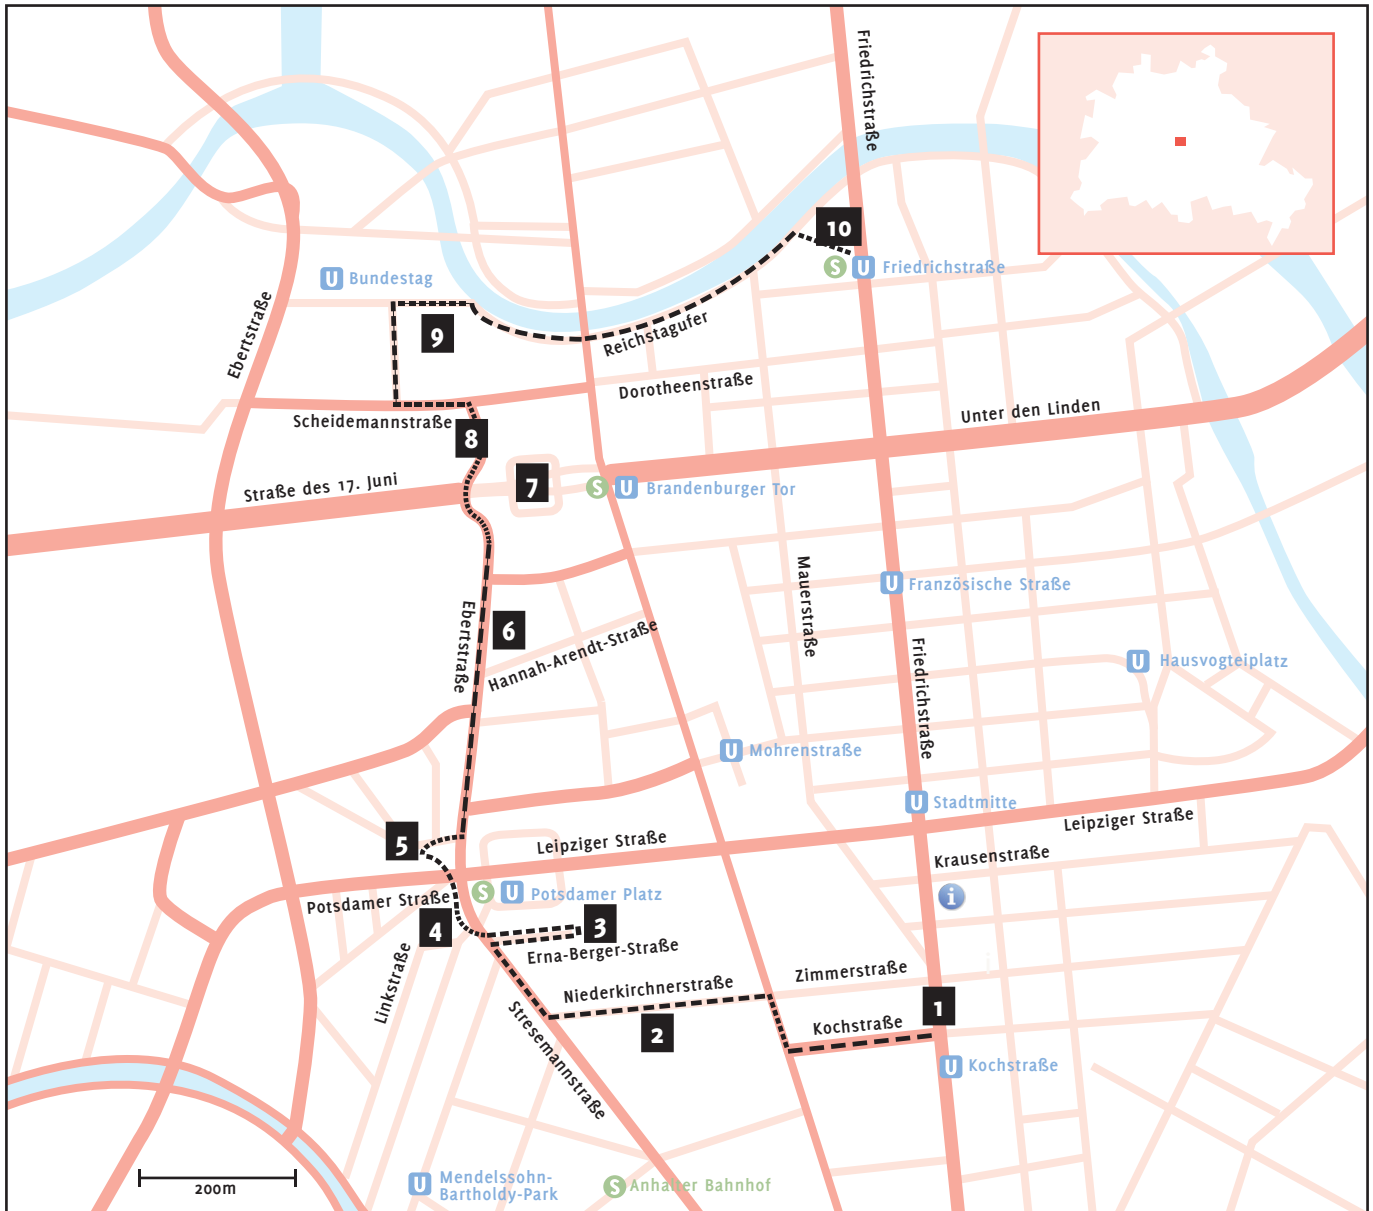 Friedrichstraße
10
S
U Friedrichstraße
U Bundestag
Ebertstraße
9
Reichstagufer
Dorotheenstraße
Unter den Linden
Scheidemannstraße
8
7
Straße des 17. Juni
S
U Brandenburger Tor
Mauerstraße
U Französische Straße
Ebertstraße
6
Hannah-Arendt-Straße
Friedrichstraße
U Hausvogteiplatz
U Mohrenstraße
U Stadtmitte
Leipziger Straße
5
Leipziger Straße
Krausenstraße
i
S
U Potsdamer Platz
Potsdamer Straße
4
3
Erna-Berger-Straße
Linkstraße
Zimmerstraße
Niederkirchnerstraße
1
2
Kochstraße
Stresemannstraße
U Kochstraße
200m
U Mendelssohn-
Bartholdy-Park
S Anhalter Bahnhof